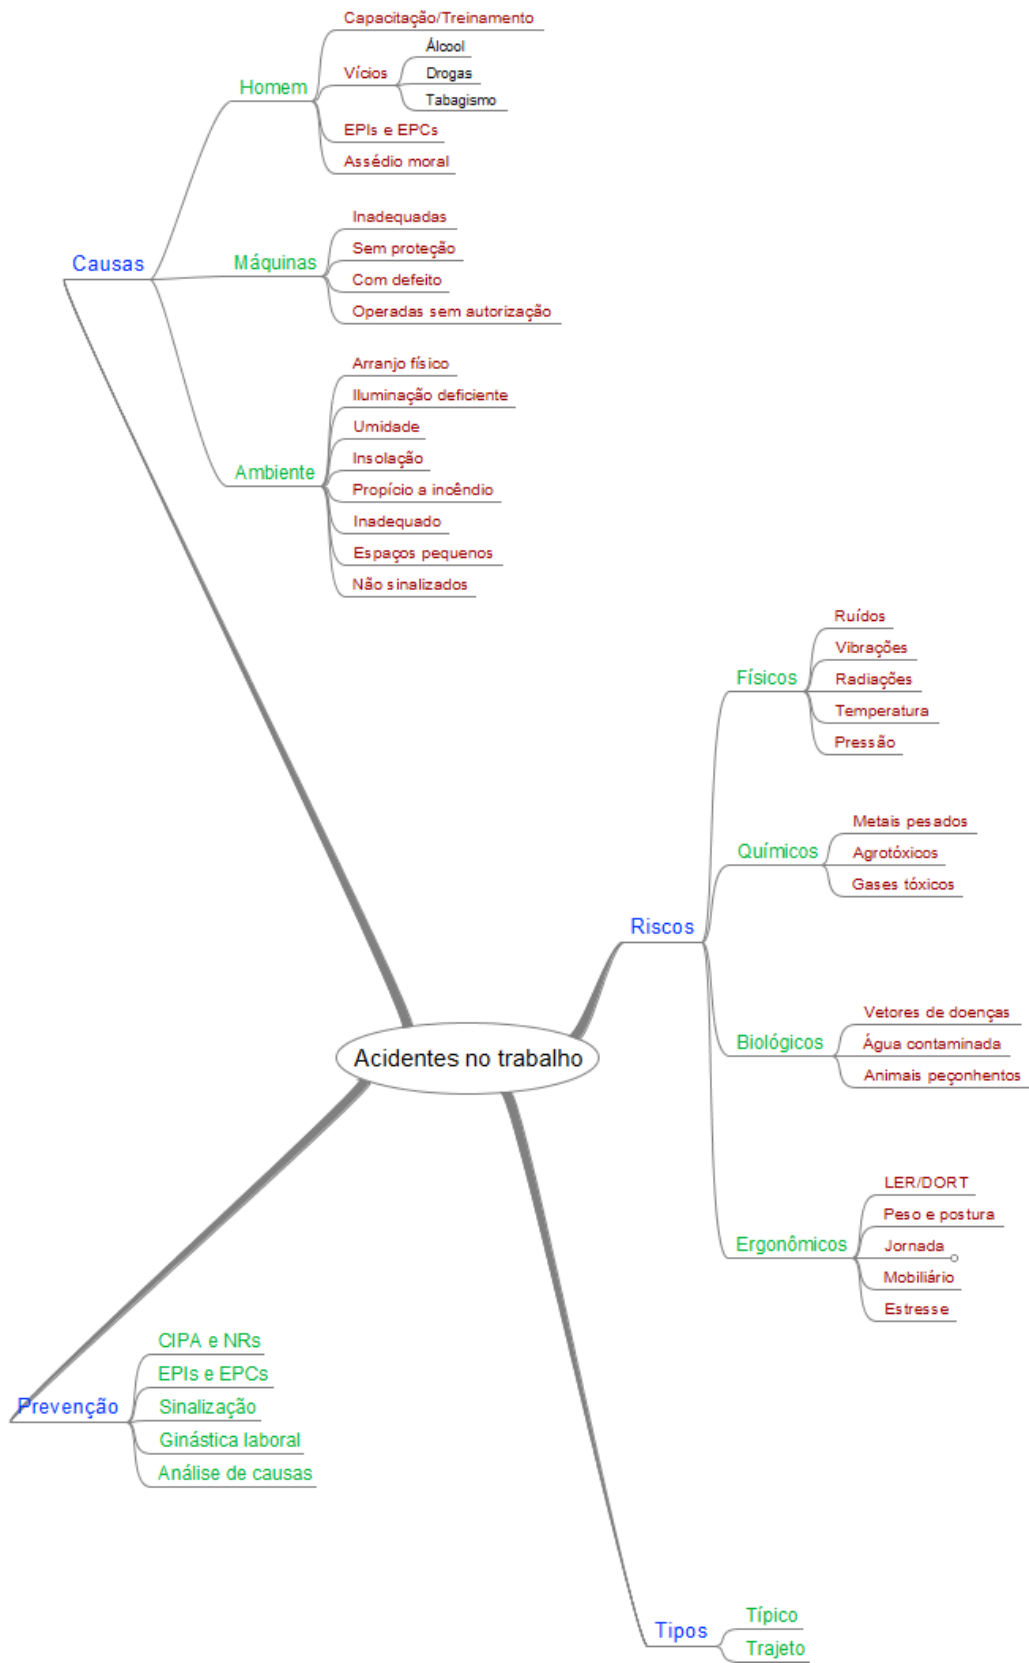 Capacitação/Treinamento
Álcool
Vícios
Drogas
Homem
Tabagismo
EPIs e EPCs
Assédio moral
Inadequadas
Sem proteção
Causas
Máquinas
Com defeito
Operadas sem autorização
Arranjo físico
Iluminação deficiente
Umidade
Insolação
Ambiente
Propício a incêndio
Inadequado
Espaços pequenos
Não sinalizados
Ruídos
Vibrações
Físicos
Radiações
Temperatura
Pressão
Metais pesados
Químicos
Agrotóxicos
Gases tóxicos
Riscos
Vetores de doenças
Biológicos
Água contaminada
Animais peçonhentos
Acidentes no trabalho
LER/DORT
Peso e postura
Ergonômicos
Jornada
Mobiliário
Estresse
CIPA e NRs
EPIs e EPCs
Prevenção
Sinalização
Ginástica laboral
Análise de causas
Típico
Tipos
Trajeto